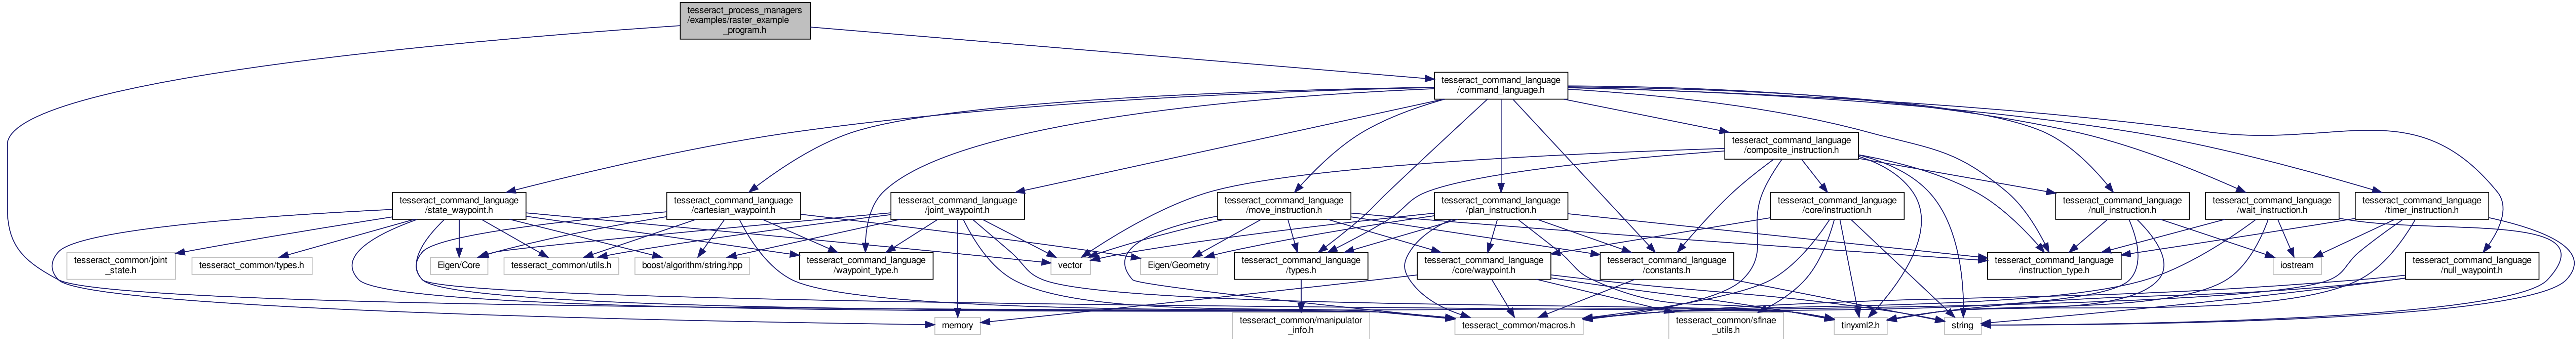 tesseract_process_managers
/examples/raster_example
_program.h
tesseract_command_language
/command_language.h
tesseract_command_language
/composite_instruction.h
tesseract_command_language
/state_waypoint.h
tesseract_command_language
/cartesian_waypoint.h
tesseract_command_language
/joint_waypoint.h
tesseract_command_language
/move_instruction.h
tesseract_command_language
/plan_instruction.h
tesseract_command_language
/core/instruction.h
tesseract_command_language
/null_instruction.h
tesseract_command_language
/wait_instruction.h
tesseract_command_language
/timer_instruction.h
tesseract_common/joint
_state.h
tesseract_common/types.h
Eigen/Core
tesseract_common/utils.h
boost/algorithm/string.hpp
tesseract_command_language
/waypoint_type.h
vector
Eigen/Geometry
tesseract_command_language
/types.h
tesseract_command_language
/core/waypoint.h
tesseract_command_language
/constants.h
tesseract_command_language
/instruction_type.h
iostream
tesseract_command_language
/null_waypoint.h
memory
tesseract_common/manipulator
_info.h
tesseract_common/macros.h
tesseract_common/sfinae
_utils.h
tinyxml2.h
string